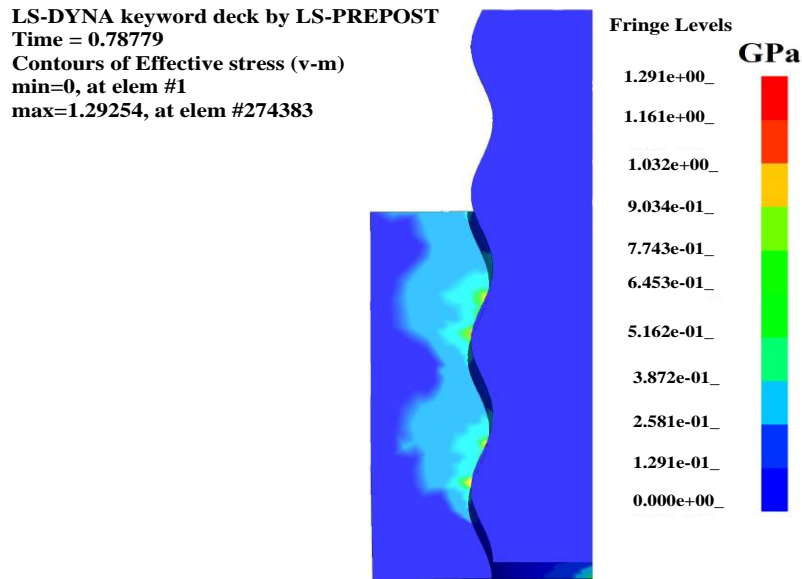 LS-DYNA keyword deck by LS-PREPOST
Time = 0.78779
Contours of Effective stress (v-m)
min=0, at elem #1
max=1.29254, at elem #274383
Fringe Levels
GPa
1.291e+00_
1.161e+00_
1.032e+00_
9.034e-01_
7.743e-01_
6.453e-01_
5.162e-01_
3.872e-01_
2.581e-01_
1.291e-01_
0.000e+00_